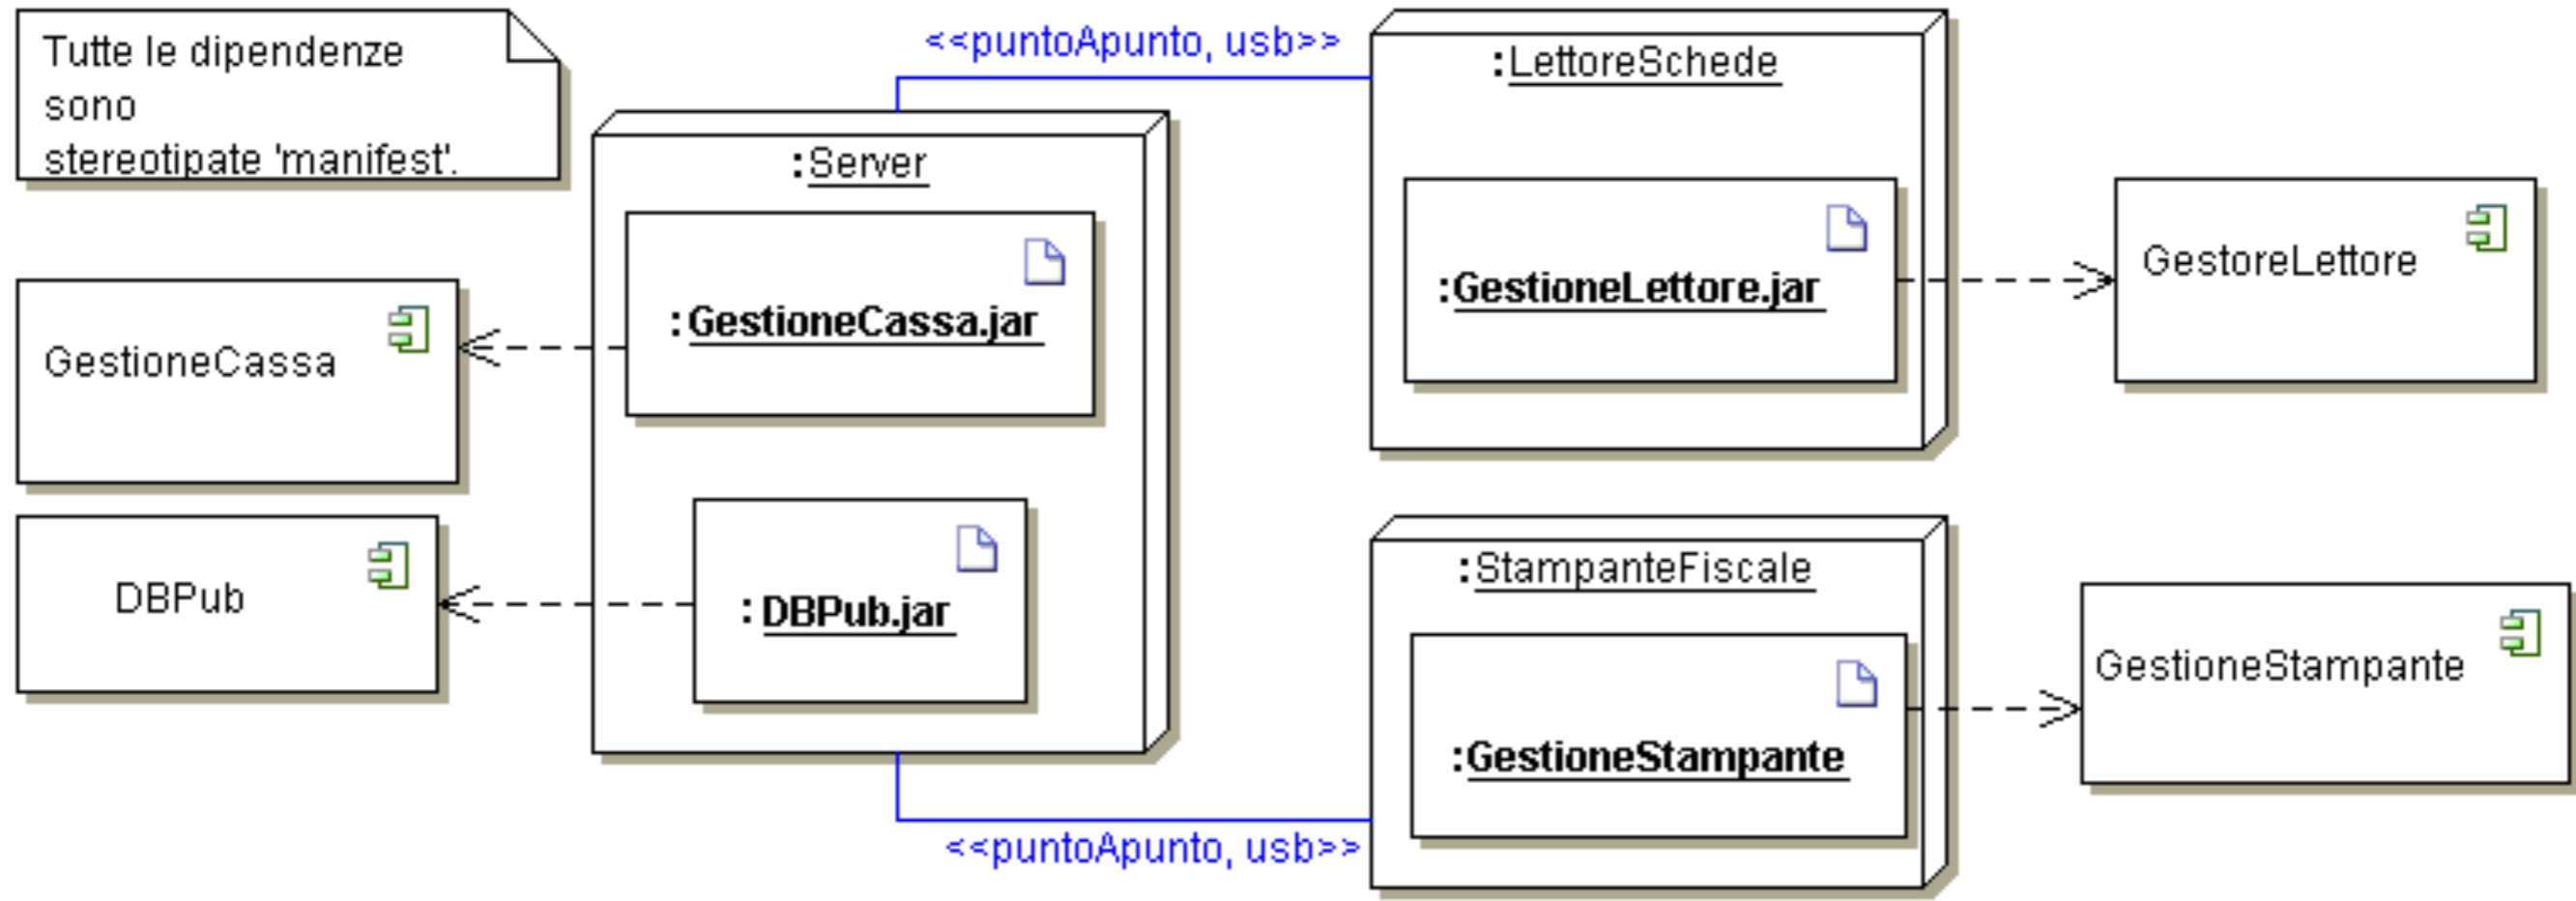 Tutte le dipendenze
sono
stereotipate 'manifest'.
<<puntoApunto, usb>>
:LettoreSchede
:Server
:GestioneLettore.jar
GestoreLettore
:GestioneCassa.jar
GestioneCassa
:StampanteFiscale
DBPub
: DBPub.jar
GestioneStampante
:GestioneStampante
<<puntoApunto, usb>>